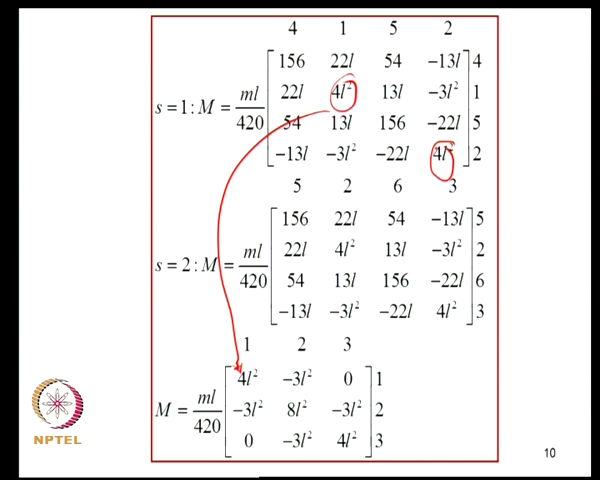 4 1 5 2
156 22l 54 −13l 4
22l 4l² 13l −3l² 1
s = 1 : M = ml/420
54 13l 156 −22l 5
−13l −3l² −22l 4l² 2
5 2 6 3
156 22l 54 −13l 5
22l 4l² 13l −3l² 2
s = 2 : M = ml/420
54 13l 156 −22l 6
−13l −3l² −22l 4l² 3
1 2 3
4l² −3l² 0 1
M = ml/420 −3l² 8l² −3l² 2
0 −3l² 4l² 3
NPTEL
10